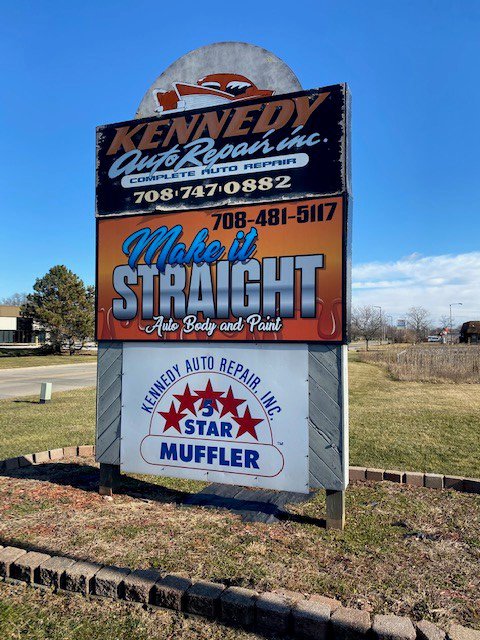 KENNEDY
Auto Repair inc.
COMPLETE AUTO REPAIR
708•747•0882
708-481-5117
Make it
STRAIGHT
Auto Body and Paint
KENNEDY AUTO REPAIR, INC.
5
STAR
MUFFLER
TM